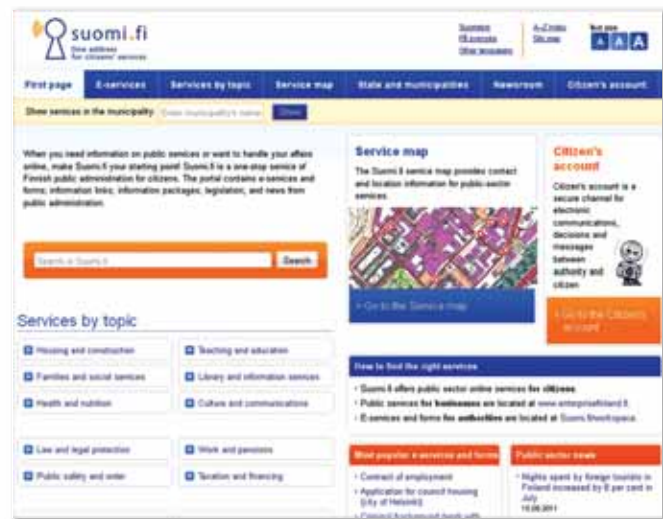 suomi.fi
One address
for citizens' services
Suomeksi
På svenska
Other languages
A–Z Index
Site map
Text size
A A A
First page
E-services
Services by topic
Service map
State and municipalities
Newsroom
Citizen's account
Show services in the municipality
Enter municipality's name
Show
When you need information on public services or want to handle your affairs
online, make Suomi.fi your starting point! Suomi.fi is a one-stop service of
Finnish public administration for citizens. The portal contains e-services and
forms, information links, information packages, legislation, and news from
public administration.
Search in Suomi.fi
Search
Service map
The Suomi.fi service map provides contact
and location information for public-sector
services.
› Go to the Service map
Citizen's
account
Citizen's account is a
secure channel for
electronic
communications,
decisions and
messages
between
authority and
citizen
› Go to the Citizen's
account
Services by topic
Housing and construction
Teaching and education
Families and social services
Library and information services
Health and nutrition
Culture and communications
Law and legal protection
Work and pensions
Public safety and order
Taxation and financing
How to find the right services
› Suomi.fi offers public sector online services for citizens.
› Public services for businesses are located at www.enterprisefinland.fi.
› E-services and forms for authorities are located at Suomi.fi/workspace.
Most popular e-services and forms
› Contract of employment
› Application for council housing
(city of Helsinki)
Public sector news
› Nights spent by foreign tourists in
Finland increased by 8 per cent in
July